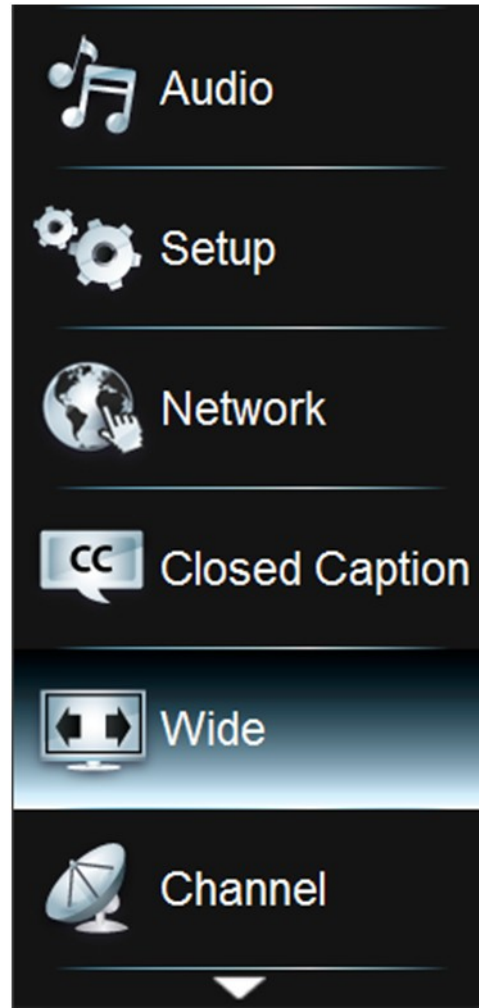 Audio
Setup
Network
CC
Closed Caption
Wide
Channel